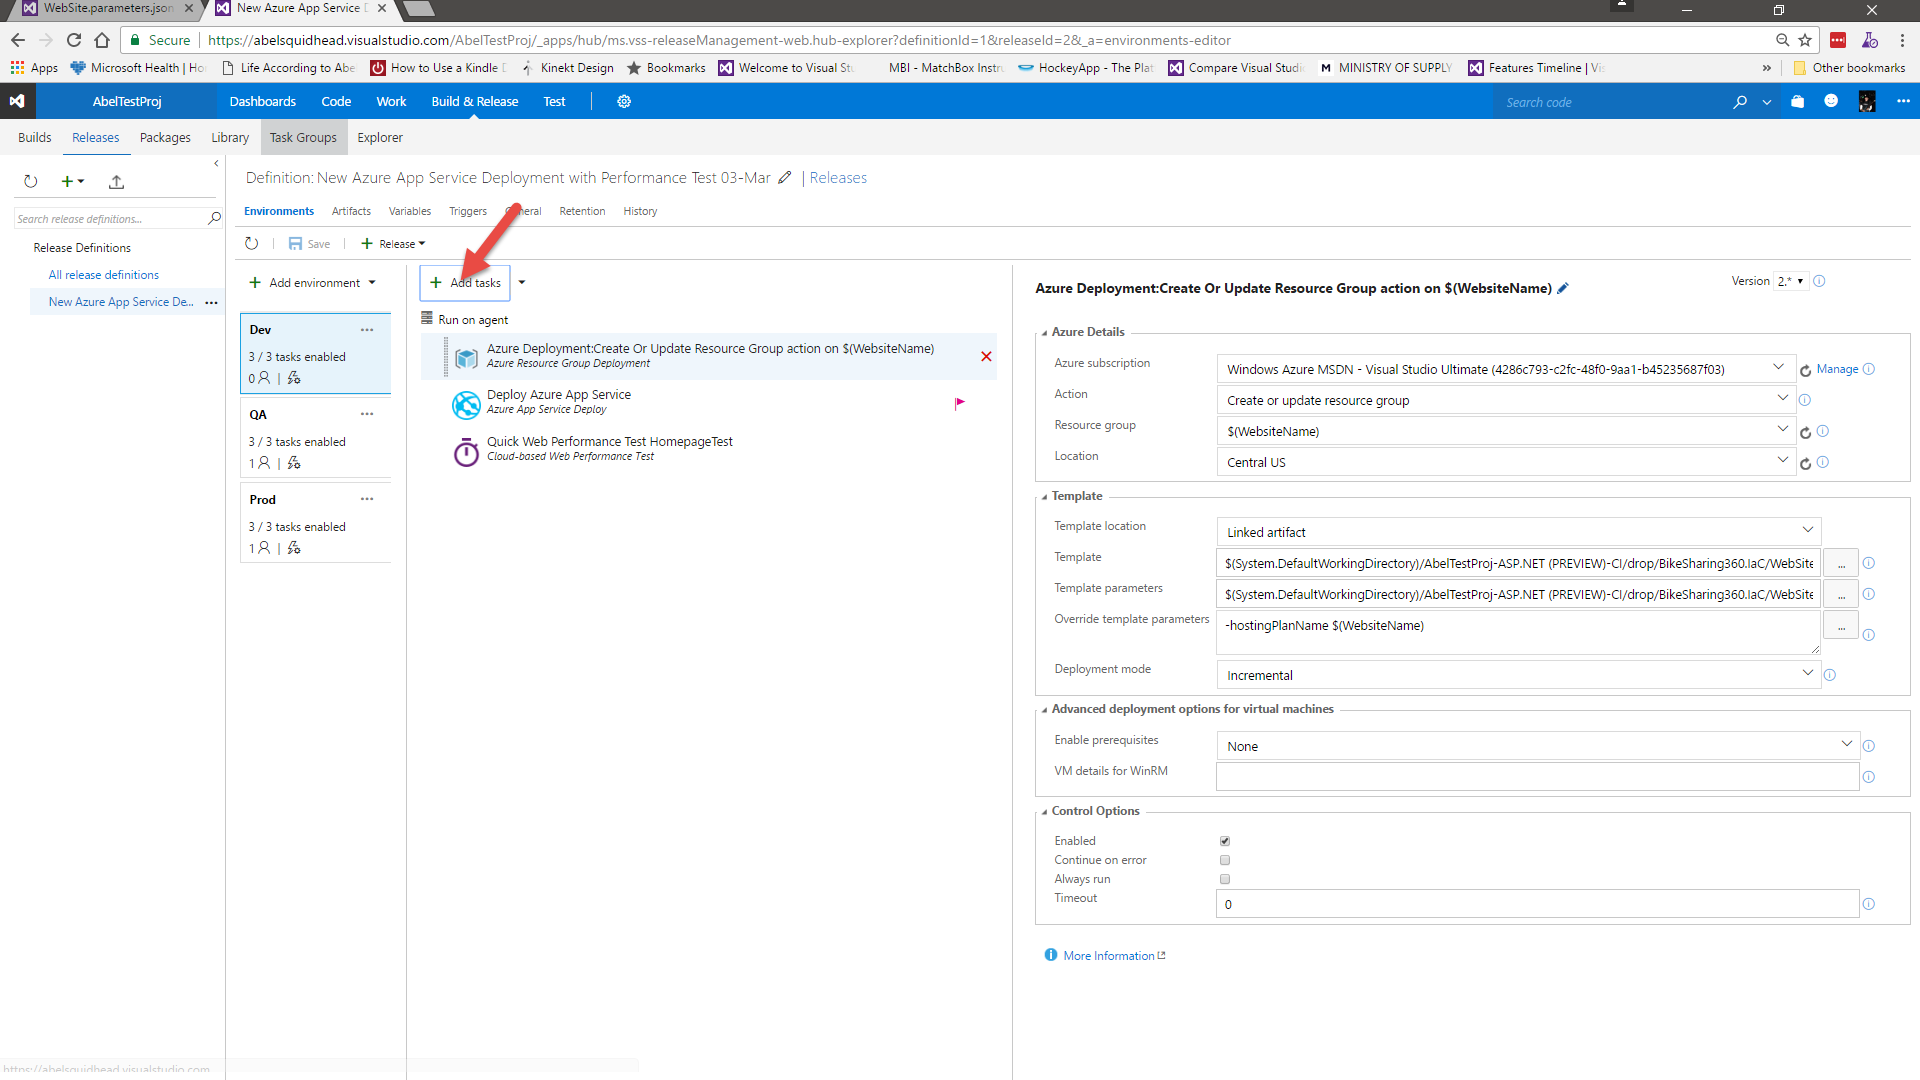 WebSite.parameters.json
New Azure App Service D
Secure
https://abelsquidhead.visualstudio.com/AbelTestProj/_apps/hub/ms.vss-releaseManagement-web.hub-explorer?definitionId=1&releaseId=2&_a=environments-editor
Apps
Microsoft Health | Ho
Life According to Abe
How to Use a Kindle D
Kinekt Design
Bookmarks
Welcome to Visual Stu
MBI - MatchBox Instru
HockeyApp - The Plat
Compare Visual Studio
M MINISTRY OF SUPPLY
Features Timeline | Vis
»
Other bookmarks
AbelTestProj
Dashboards
Code
Work
Build & Release
Test
Search code
Builds
Releases
Packages
Library
Task Groups
Explorer
Search release definitions...
Release Definitions
All release definitions
New Azure App Service De...
Definition: New Azure App Service Deployment with Performance Test 03-Mar | Releases
Environments
Artifacts
Variables
Triggers
neral
Retention
History
Save
Release
Add environment
Dev
3 / 3 tasks enabled
0
QA
3 / 3 tasks enabled
1
Prod
3 / 3 tasks enabled
1
Add tasks
Run on agent
Azure Deployment:Create Or Update Resource Group action on $(WebsiteName)
Azure Resource Group Deployment
Deploy Azure App Service
Azure App Service Deploy
Quick Web Performance Test HomepageTest
Cloud-based Web Performance Test
Azure Deployment:Create Or Update Resource Group action on $(WebsiteName)
Version 2.*
Azure Details
Azure subscription
Windows Azure MSDN - Visual Studio Ultimate (4286c793-c2fc-48f0-9aa1-b45235687f03)
Manage
Action
Create or update resource group
Resource group
$(WebsiteName)
Location
Central US
Template
Template location
Linked artifact
Template
$(System.DefaultWorkingDirectory)/AbelTestProj-ASP.NET (PREVIEW)-CI/drop/BikeSharing360.IaC/WebSite
...
Template parameters
$(System.DefaultWorkingDirectory)/AbelTestProj-ASP.NET (PREVIEW)-CI/drop/BikeSharing360.IaC/WebSite
...
Override template parameters
-hostingPlanName $(WebsiteName)
...
Deployment mode
Incremental
Advanced deployment options for virtual machines
Enable prerequisites
None
VM details for WinRM
Control Options
Enabled
Continue on error
Always run
Timeout
0
More Information
https://abelsquidhead.visualstudio.com